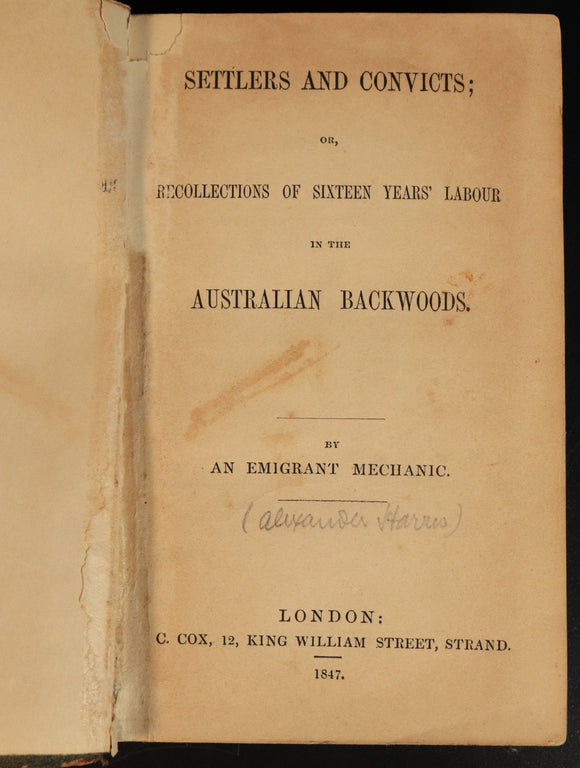 SETTLERS AND CONVICTS;
OR,
RECOLLECTIONS OF SIXTEEN YEARS' LABOUR
IN THE
AUSTRALIAN BACKWOODS.
BY
AN EMIGRANT MECHANIC.
(Alexander Harris)
LONDON:
C. COX, 12, KING WILLIAM STREET, STRAND.
1847.